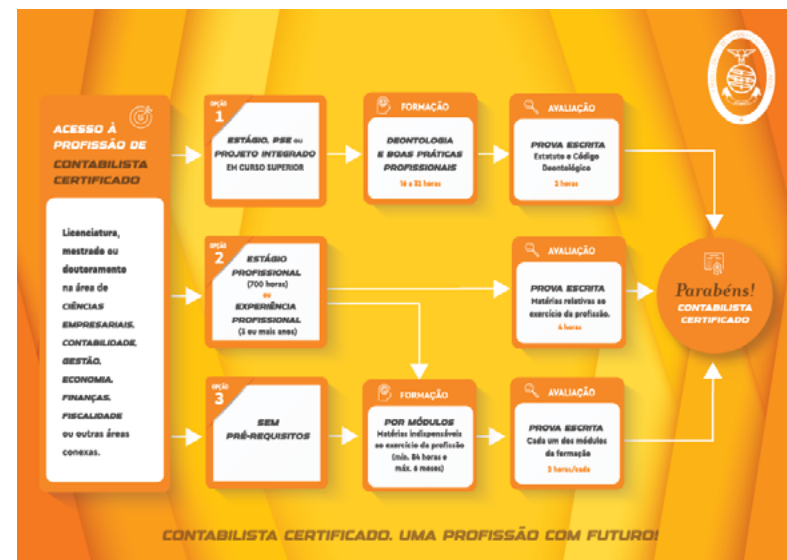 ACESSO À
PROFISSÃO DE
CONTABILISTA
CERTIFICADO
Licenciatura,
mestrado ou
doutoramento
na área de
CIÊNCIAS
EMPRESARIAIS,
CONTABILIDADE,
GESTÃO,
ECONOMIA,
FINANÇAS,
FISCALIDADE
ou outras áreas
conexas.
OPÇÃO
1
ESTÁGIO, PSE ou
PROJETO INTEGRADO
EM CURSO SUPERIOR
FORMAÇÃO
DEONTOLOGIA
E BOAS PRÁTICAS
PROFISSIONAIS
16 a 32 horas
AVALIAÇÃO
PROVA ESCRITA
Estatuto e Código
Deontológico
2 horas
OPÇÃO
2
ESTÁGIO
PROFISSIONAL
(700 horas)
ou
EXPERIÊNCIA
PROFISSIONAL
(3 ou mais anos)
AVALIAÇÃO
PROVA ESCRITA
Matérias relativas ao
exercício da profissão.
4 horas
Parabéns!
CONTABILISTA
CERTIFICADO
OPÇÃO
3
SEM
PRÉ-REQUISITOS
FORMAÇÃO
POR MÓDULOS
Matérias indispensáveis
ao exercício da profissão
(mín. 84 horas e
máx. 6 meses)
AVALIAÇÃO
PROVA ESCRITA
Cada um dos módulos
da formação
2 horas/cada
CONTABILISTA CERTIFICADO. UMA PROFISSÃO COM FUTURO!